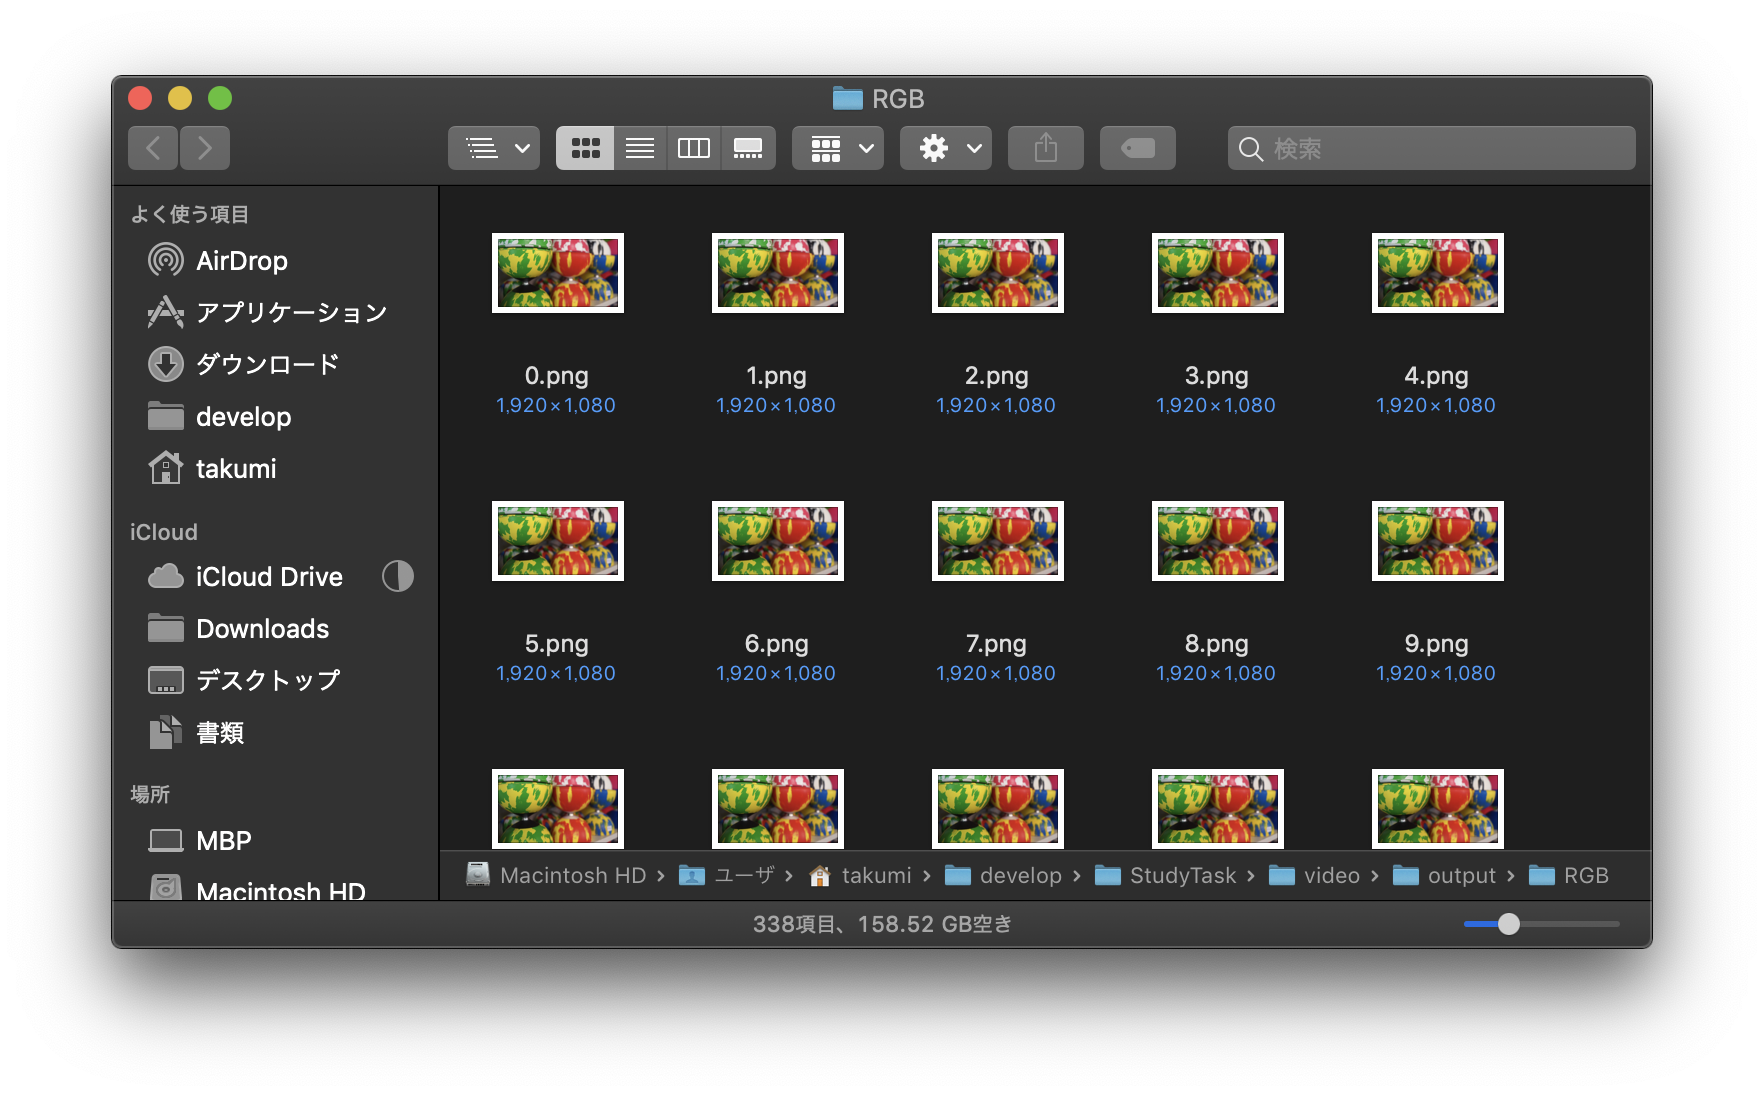 RGB
検索
よく使う項目
AirDrop
アプリケーション
ダウンロード
develop
takumi
iCloud
iCloud Drive
Downloads
デスクトップ
書類
場所
MBP
Macintosh HD
0.png 1.png 2.png 3.png 4.png
1,920×1,080 1,920×1,080 1,920×1,080 1,920×1,080 1,920×1,080
5.png 6.png 7.png 8.png 9.png
1,920×1,080 1,920×1,080 1,920×1,080 1,920×1,080 1,920×1,080
Macintosh HD › ユーザ › takumi › develop › StudyTask › video › output › RGB
338項目、158.52 GB空き